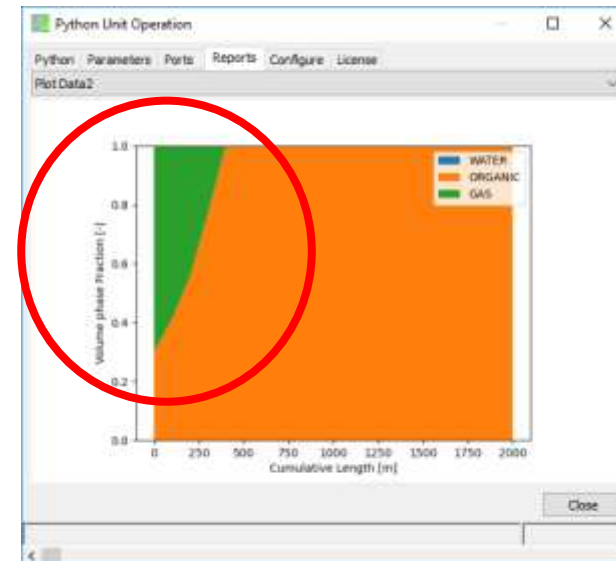 Python Unit Operation
Python Parameters Ports Reports Configure License
Plot Data2
1.0
0.8
0.6
0.4
0.2
0.0
Volume phase Fraction [-]
WATER
ORGANIC
GAS
0 250 500 750 1000 1250 1500 1750 2000
Cumulative Length [m]
Close